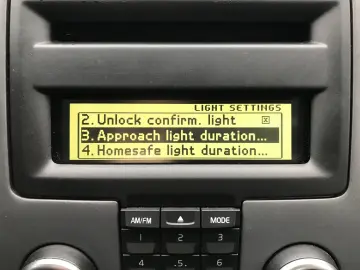 LIGHT SETTINGS
2. Unlock confirm. light
3. Approach light duration...
4. Homesafe light duration...
AM/FM MODE
1 2 3
4 .5. 6